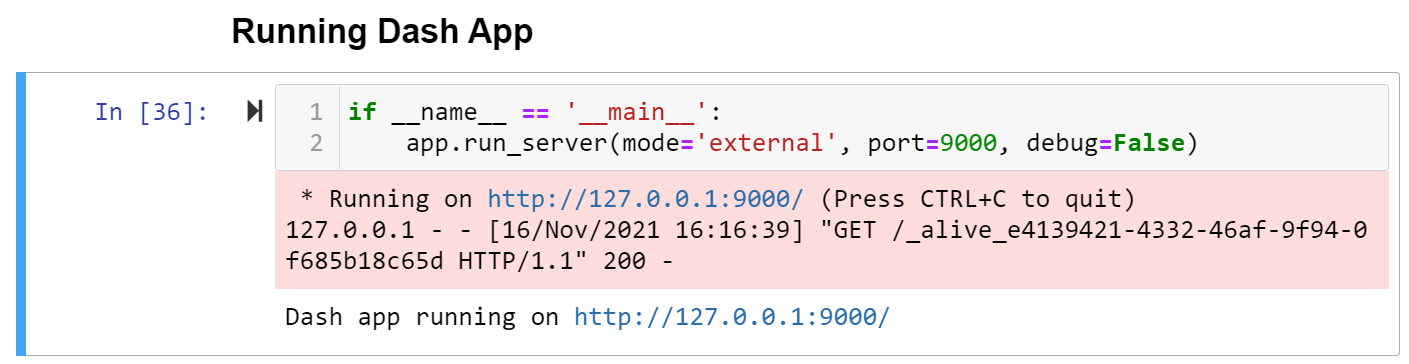 Running Dash App
In [36]:
1 if __name__ == '__main__':
2     app.run_server(mode='external', port=9000, debug=False)
 * Running on http://127.0.0.1:9000/ (Press CTRL+C to quit)
127.0.0.1 - - [16/Nov/2021 16:16:39] "GET /_alive_e4139421-4332-46af-9f94-0
f685b18c65d HTTP/1.1" 200 -
Dash app running on http://127.0.0.1:9000/